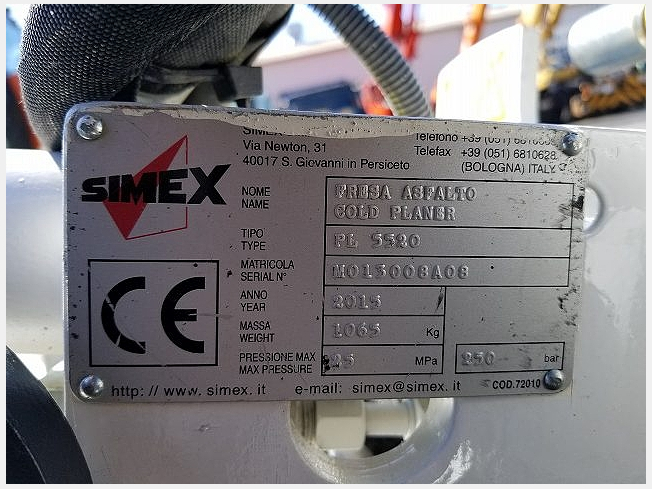 SIMEX
Via Newton, 31
40017 S. Giovanni in Persiceto
Telefono +39 (051)
Telefax +39 (051) 6810628
(BOLOGNA) ITALY
SIMEX
NOME
NAME
FRESA ASFALTO
COLD PLANER
TIPO
TYPE
PL 5520
MATRICOLA
SERIAL N°
M013008A08
ANNO
YEAR
2015
MASSA
WEIGHT
1065 Kg
PRESSIONE MAX
MAX PRESSURE
25 MPa 250 bar
CE
http://www.simex.it e-mail: simex@simex.it COD.72010